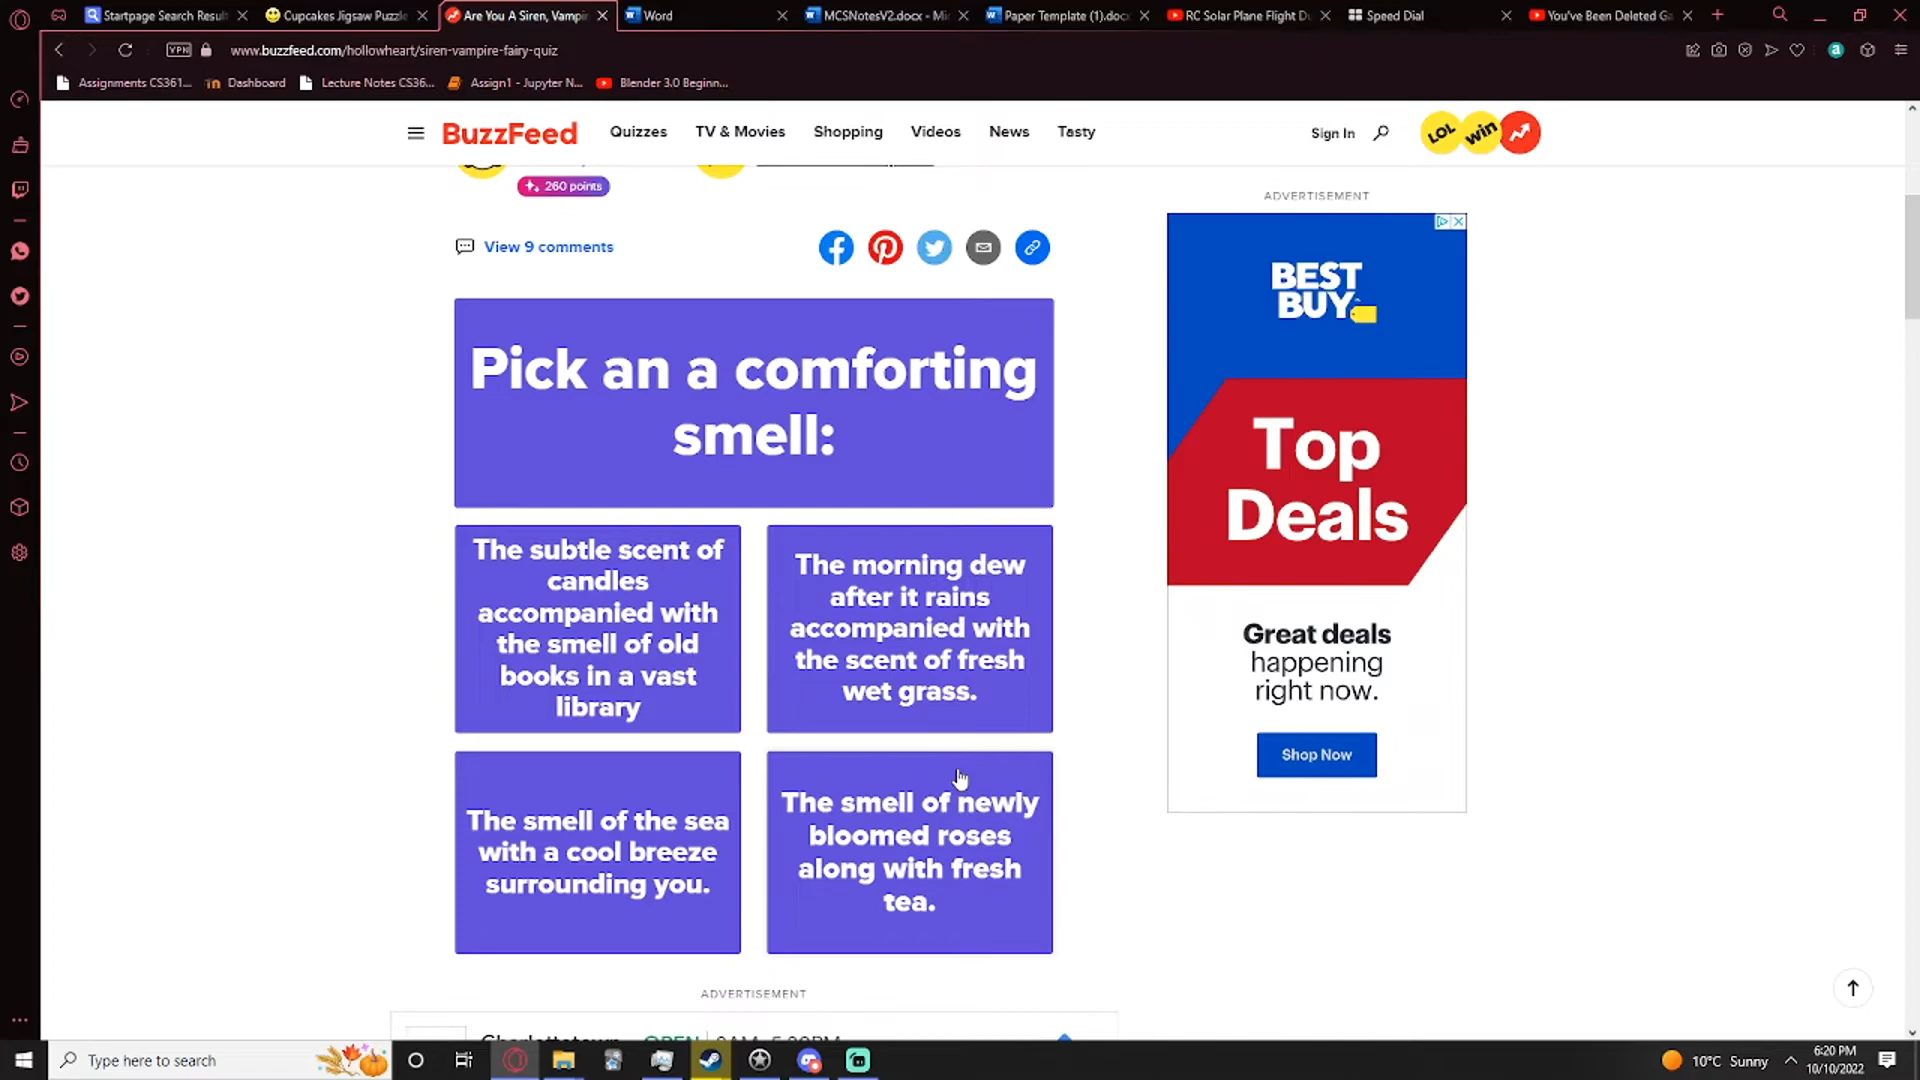 Startpage Search Result
Cupcakes Jigsaw Puzzle
Are You A Siren, Vampi
Word
MCSNotesV2.docx - Mi
Paper Template (1).docx
RC Solar Plane Flight Du
Speed Dial
You've Been Deleted Ga
VPN
www.buzzfeed.com/hollowheart/siren-vampire-fairy-quiz
Assignments CS361...
Dashboard
Lecture Notes CS36...
Assign1 - Jupyter N...
Blender 3.0 Beginn...
BuzzFeed
Quizzes
TV & Movies
Shopping
Videos
News
Tasty
Sign In
LOL
win
260 points
View 9 comments
Pick an a comforting
smell:
The subtle scent of
candles
accompanied with
the smell of old
books in a vast
library
The morning dew
after it rains
accompanied with
the scent of fresh
wet grass.
The smell of the sea
with a cool breeze
surrounding you.
The smell of newly
bloomed roses
along with fresh
tea.
ADVERTISEMENT
ADVERTISEMENT
BEST
BUY
Top
Deals
Great deals
happening
right now.
Shop Now
Type here to search
10°C Sunny
6:20 PM
10/10/2022